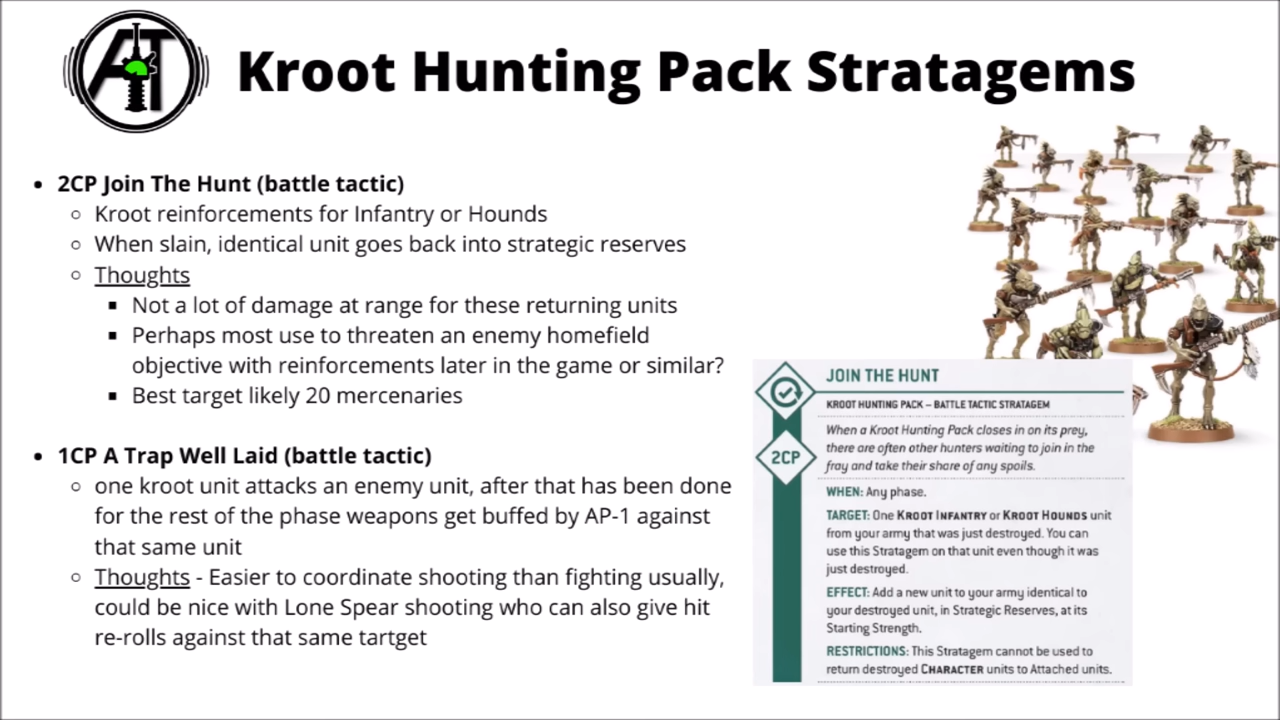 AT
Kroot Hunting Pack Stratagems
• 2CP Join The Hunt (battle tactic)
○ Kroot reinforcements for Infantry or Hounds
○ When slain, identical unit goes back into strategic reserves
○ Thoughts
▪ Not a lot of damage at range for these returning units
▪ Perhaps most use to threaten an enemy homefield
objective with reinforcements later in the game or similar?
▪ Best target likely 20 mercenaries
• 1CP A Trap Well Laid (battle tactic)
○ one kroot unit attacks an enemy unit, after that has been done
for the rest of the phase weapons get buffed by AP-1 against
that same unit
○ Thoughts - Easier to coordinate shooting than fighting usually,
could be nice with Lone Spear shooting who can also give hit
re-rolls against that same tartget
JOIN THE HUNT
KROOT HUNTING PACK – BATTLE TACTIC STRATAGEM
When a Kroot Hunting Pack closes in on its prey,
there are often other hunters waiting to join in the
fray and take their share of any spoils.
2CP
WHEN: Any phase.
TARGET: One KROOT INFANTRY or KROOT HOUNDS unit
from your army that was just destroyed. You can
use this Stratagem on that unit even though it was
just destroyed.
EFFECT: Add a new unit to your army identical to
your destroyed unit, in Strategic Reserves, at its
Starting Strength.
RESTRICTIONS: This Stratagem cannot be used to
return destroyed CHARACTER units to Attached units.